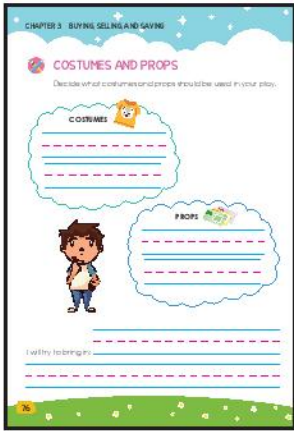 CHAPTER 3 BUYING, SELLING, AND SAVING
COSTUMES AND PROPS
Decide what costumes and props should be used in your play.
COSTUMES
PROPS
I will try to bring in:
76